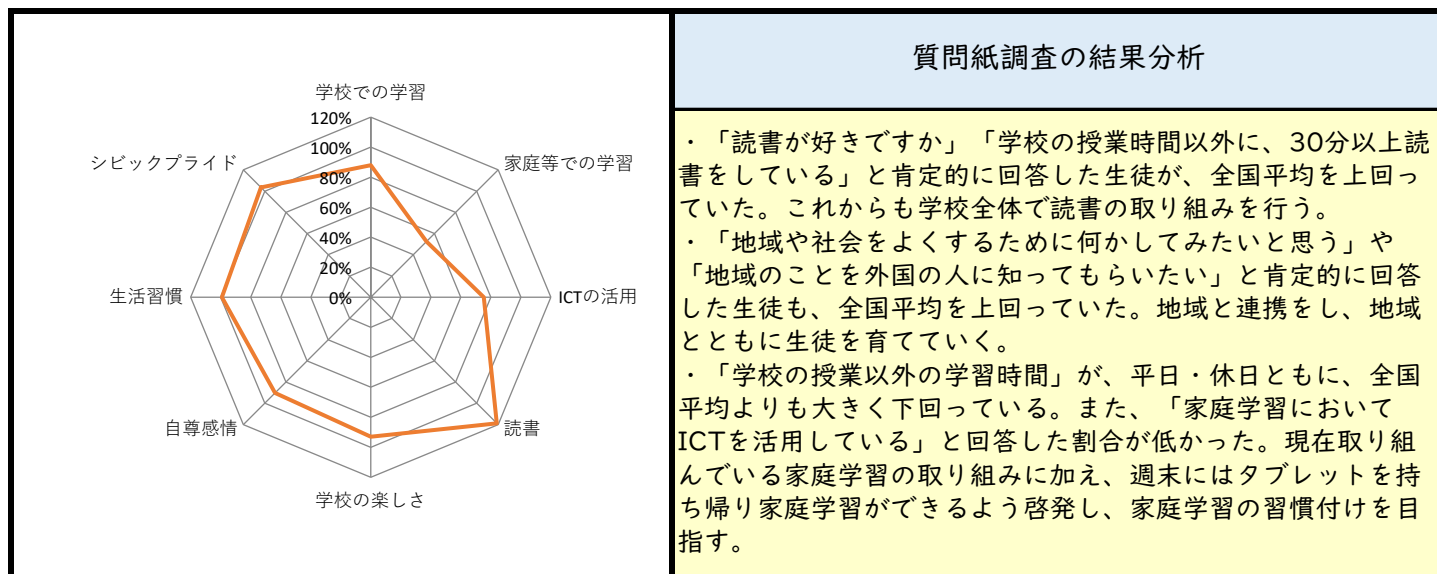 学校での学習
120%
100%
80%
60%
40%
20%
0%
家庭等での学習
ICTの活用
読書
学校の楽しさ
自尊感情
生活習慣
シビックプライド
質問紙調査の結果分析
・「読書が好きですか」「学校の授業時間以外に、30分以上読
書をしている」と肯定的に回答した生徒が、全国平均を上回っ
ていた。これからも学校全体で読書の取り組みを行う。
・「地域や社会をよくするために何かしてみたいと思う」や
「地域のことを外国の人に知ってもらいたい」と肯定的に回答
した生徒も、全国平均を上回っていた。地域と連携をし、地域
とともに生徒を育てていく。
・「学校の授業以外の学習時間」が、平日・休日ともに、全国
平均よりも大きく下回っている。また、「家庭学習において
ICTを活用している」と回答した割合が低かった。現在取り組
んでいる家庭学習の取り組みに加え、週末にはタブレットを持
ち帰り家庭学習ができるよう啓発し、家庭学習の習慣付けを目
指す。